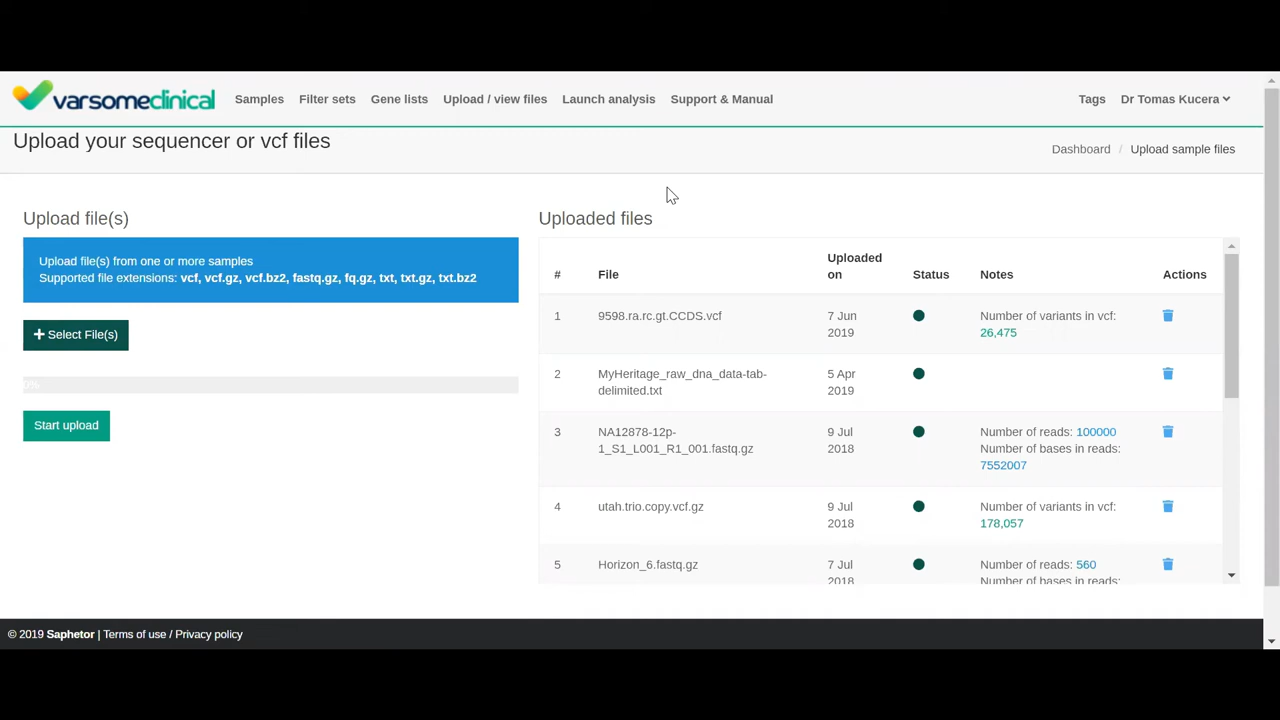 varsomeclinical
Samples
Filter sets
Gene lists
Upload / view files
Launch analysis
Support & Manual
Tags
Dr Tomas Kucera
Upload your sequencer or vcf files
Dashboard / Upload sample files
Upload file(s)
Upload file(s) from one or more samples
Supported file extensions: vcf, vcf.gz, vcf.bz2, fastq.gz, fq.gz, txt, txt.gz, txt.bz2
+ Select File(s)
0%
Start upload
Uploaded files
#
File
Uploaded
on
Status
Notes
Actions
1
9598.ra.rc.gt.CCDS.vcf
7 Jun
2019
Number of variants in vcf:
26,475
2
MyHeritage_raw_dna_data-tab-
delimited.txt
5 Apr
2019
3
NA12878-12p-
1_S1_L001_R1_001.fastq.gz
9 Jul
2018
Number of reads: 100000
Number of bases in reads:
7552007
4
utah.trio.copy.vcf.gz
9 Jul
2018
Number of variants in vcf:
178,057
5
Horizon_6.fastq.gz
7 Jul
2018
Number of reads: 560
Number of bases in reads:
© 2019 Saphetor | Terms of use / Privacy policy